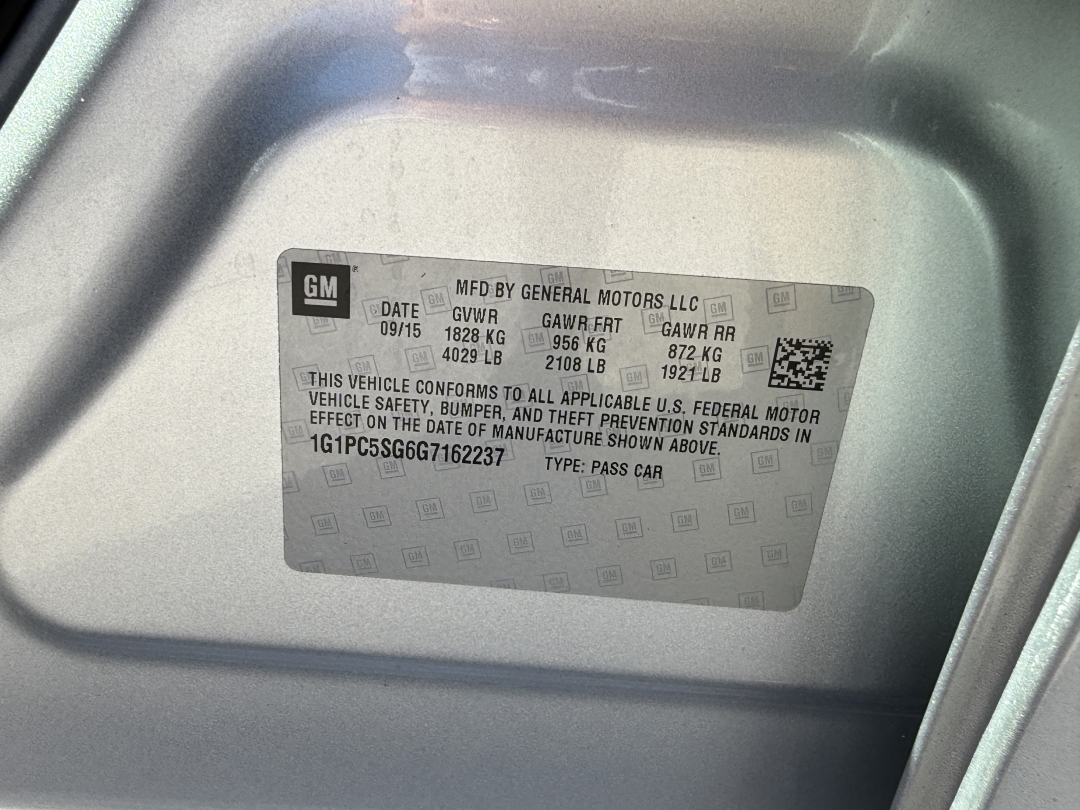 GM®
MFD BY GENERAL MOTORS LLC
DATE GVWR GAWR FRT GAWR RR
09/15 1828 KG 956 KG 872 KG
4029 LB 2108 LB 1921 LB
THIS VEHICLE CONFORMS TO ALL APPLICABLE U.S. FEDERAL MOTOR
VEHICLE SAFETY, BUMPER, AND THEFT PREVENTION STANDARDS IN
EFFECT ON THE DATE OF MANUFACTURE SHOWN ABOVE.
1G1PC5SG6G7162237 TYPE: PASS CAR